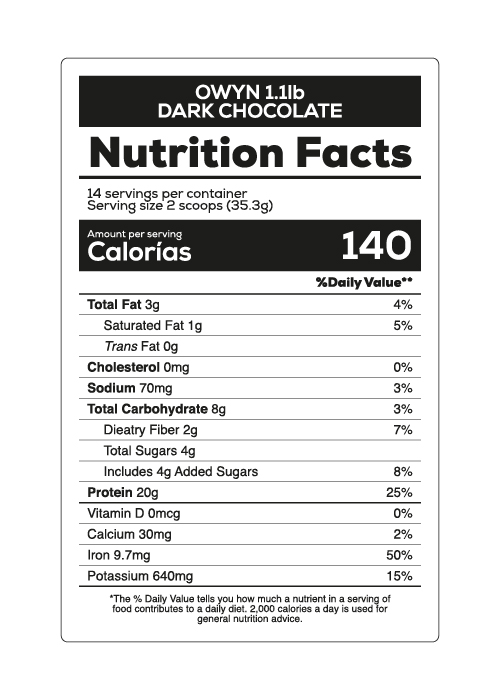 OWYN 1.1lb
DARK CHOCOLATE
Nutrition Facts
14 servings per container
Serving size 2 scoops (35.3g)
Amount per serving
Calorías 140
%Daily Value**
Total Fat 3g 4%
Saturated Fat 1g 5%
Trans Fat 0g
Cholesterol 0mg 0%
Sodium 70mg 3%
Total Carbohydrate 8g 3%
Dieatry Fiber 2g 7%
Total Sugars 4g
Includes 4g Added Sugars 8%
Protein 20g 25%
Vitamin D 0mcg 0%
Calcium 30mg 2%
Iron 9.7mg 50%
Potassium 640mg 15%
*The % Daily Value tells you how much a nutrient in a serving of
food contributes to a daily diet. 2,000 calories a day is used for
general nutrition advice.